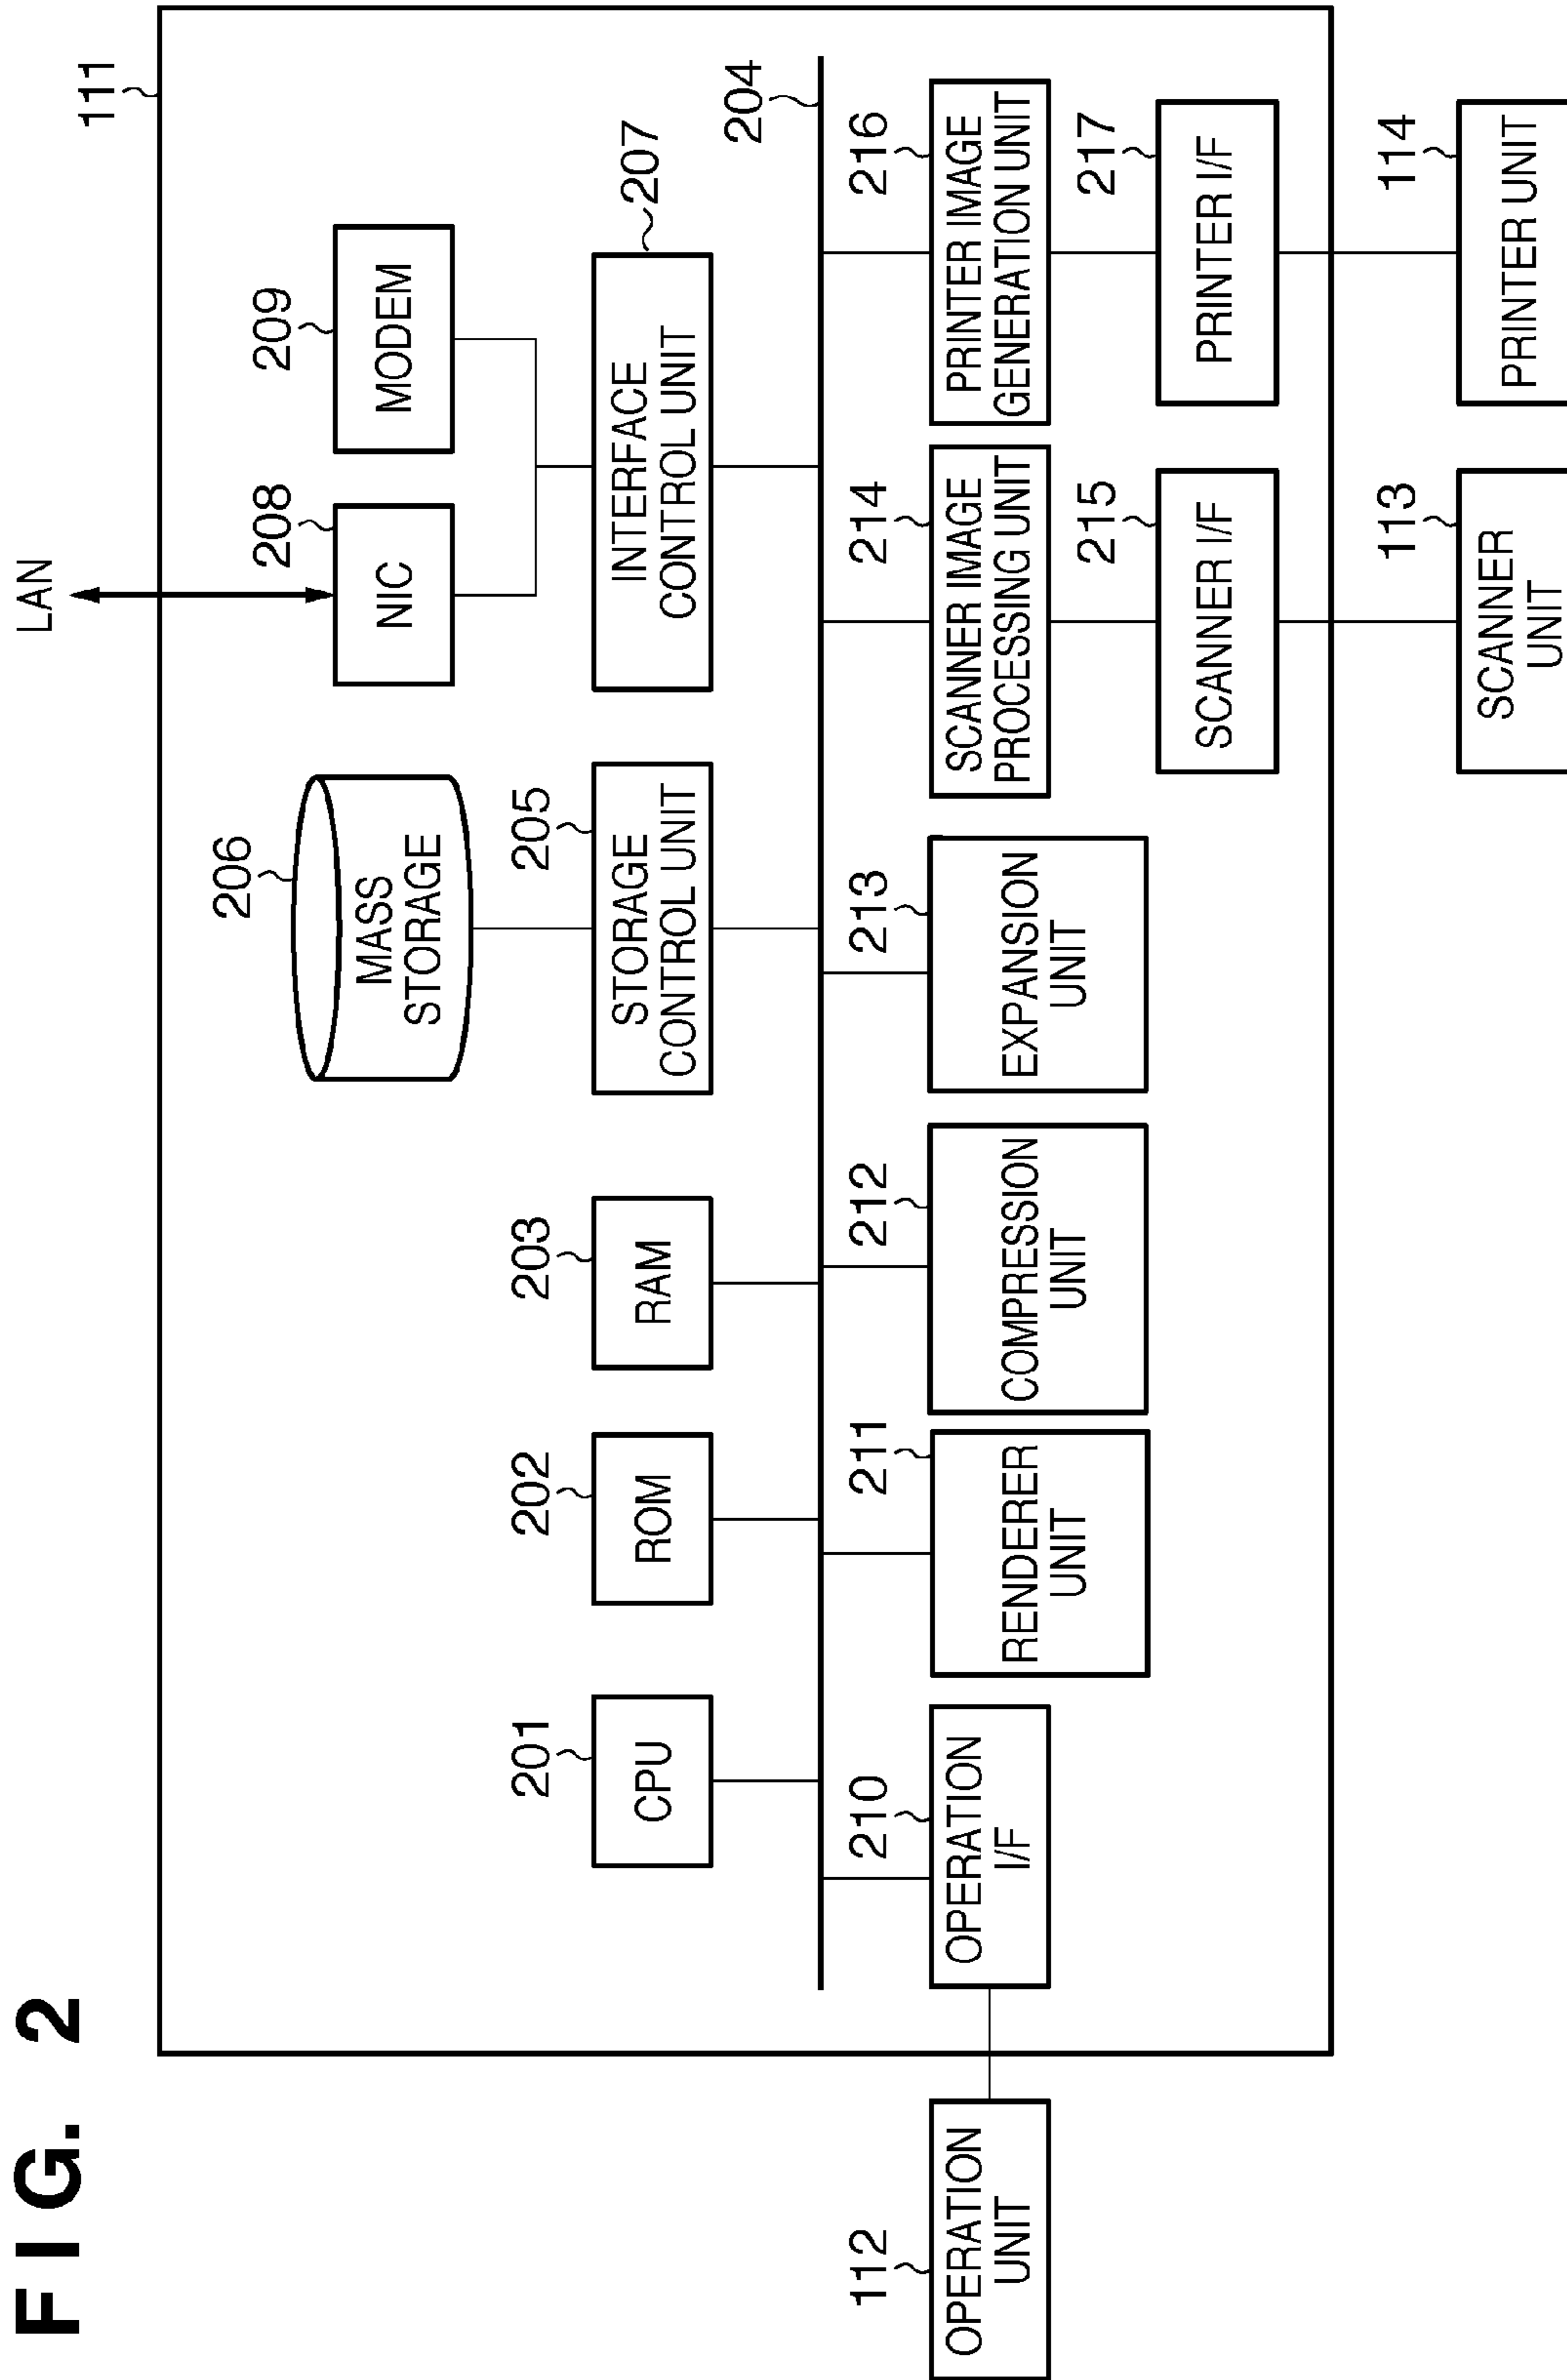 FIG. 2
LAN
111
206
MASS
STORAGE
208
NIC
209
MODEM
201
CPU
202
ROM
203
RAM
205
STORAGE
CONTROL UNIT
INTERFACE
CONTROL UNIT
207
204
112
OPERATION
UNIT
210
OPERATION
I/F
211
RENDERER
UNIT
212
COMPRESSION
UNIT
213
EXPANSION
UNIT
214
SCANNER IMAGE
PROCESSING UNIT
216
PRINTER IMAGE
GENERATION UNIT
215
SCANNER I/F
217
PRINTER I/F
113
SCANNER
UNIT
114
PRINTER UNIT